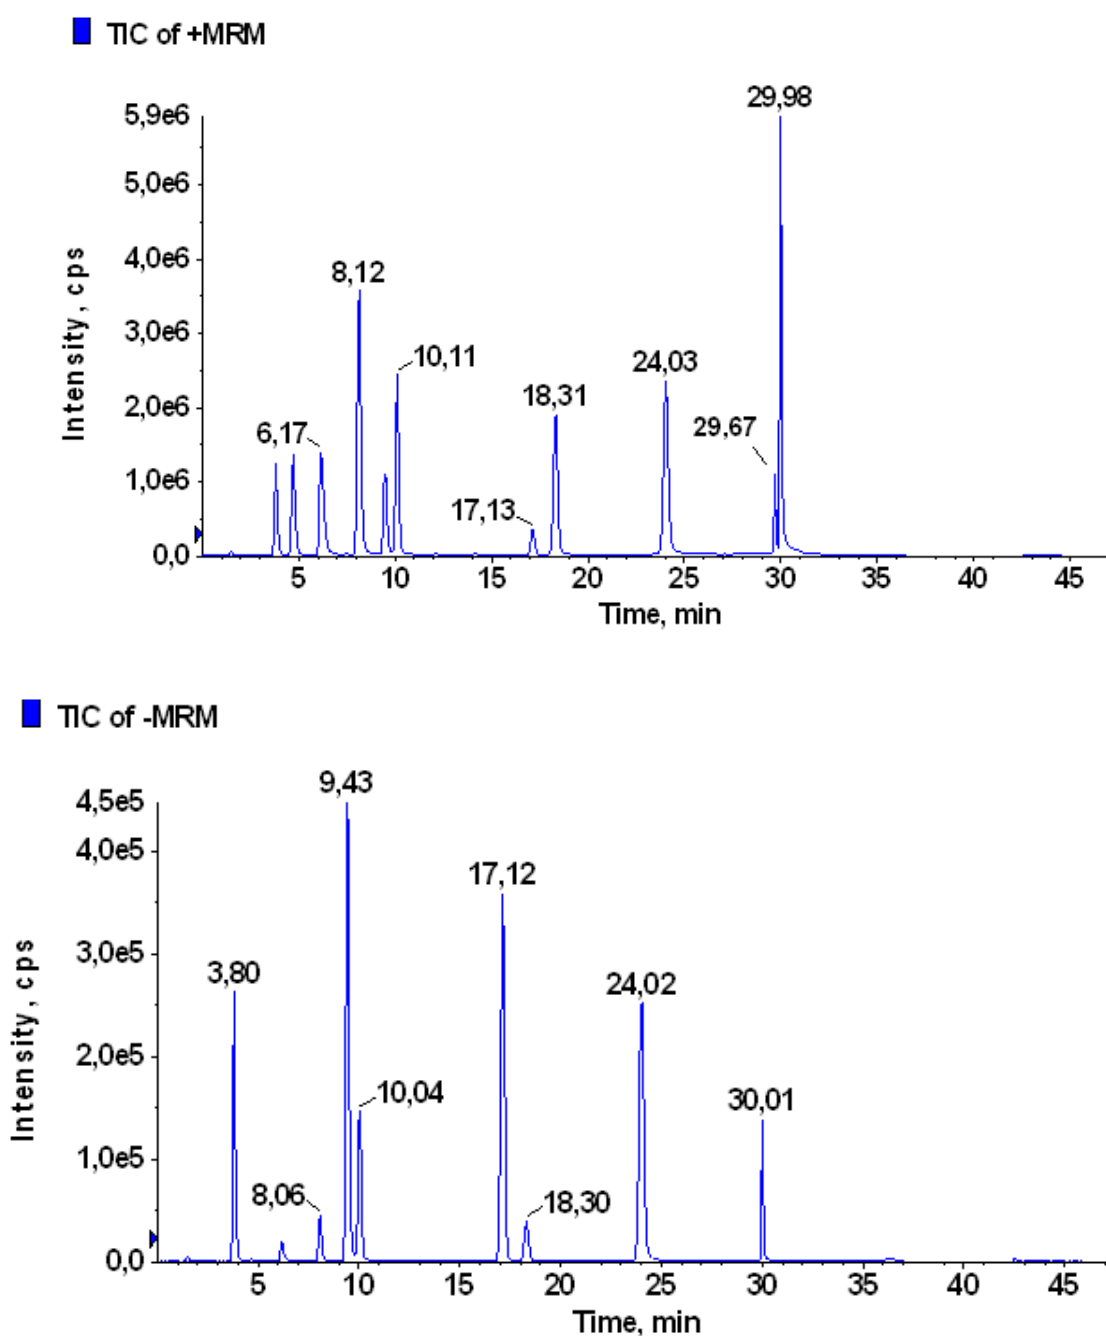 TIC of +MRM
29,98
5,9e6
5,0e6
4,0e6
8,12
3,0e6
10,11
24,03
18,31
2,0e6
6,17
29,67
1,0e6
17,13
0,0
5 10 15 20 25 30 35 40 45
Time, min
Intensity, cps
TIC of -MRM
9,43
4,5e5
4,0e5
17,12
3,0e5
3,80
24,02
2,0e5
10,04
30,01
1,0e5
8,06
18,30
0,0
5 10 15 20 25 30 35 40 45
Time, min
Intensity, cps